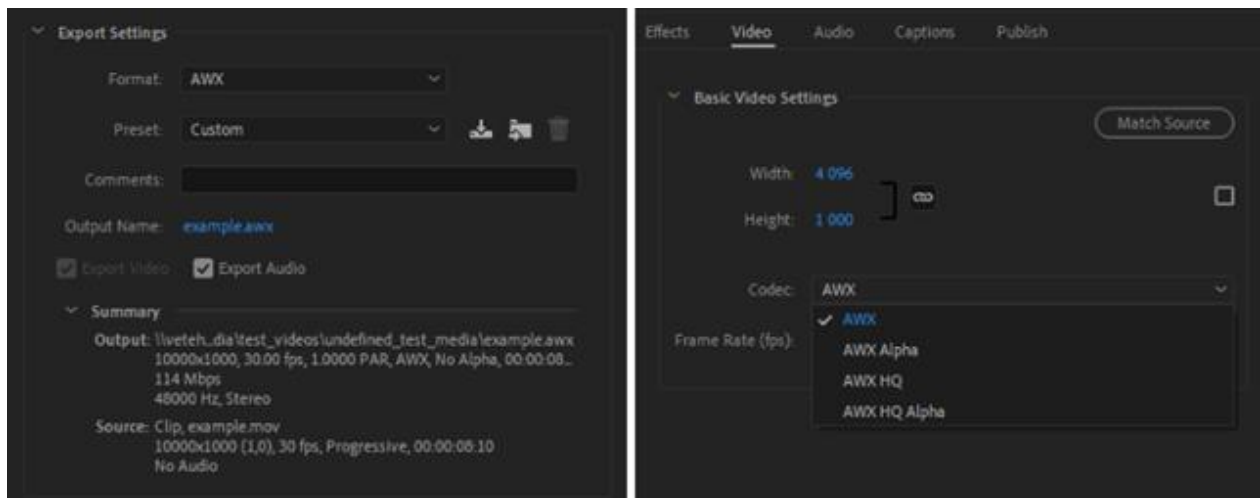 Export Settings
Format: AWX
Preset: Custom
Comments:
Output Name: example.awx
Export Video Export Audio
Summary
Output: \\veteh..dia\test_videos\undefined_test_media\example.awx
10000x1000, 30.00 fps, 1.0000 PAR, AWX, No Alpha, 00:00:08...
114 Mbps
48000 Hz, Stereo
Source: Clip, example.mov
10000x1000 (1,0), 30 fps, Progressive, 00:00:08:10
No Audio
Effects Video Audio Captions Publish
Basic Video Settings
Match Source
Width: 4 096
Height: 1 000
Codec: AWX
AWX
Frame Rate (fps):
AWX Alpha
AWX HQ
AWX HQ Alpha